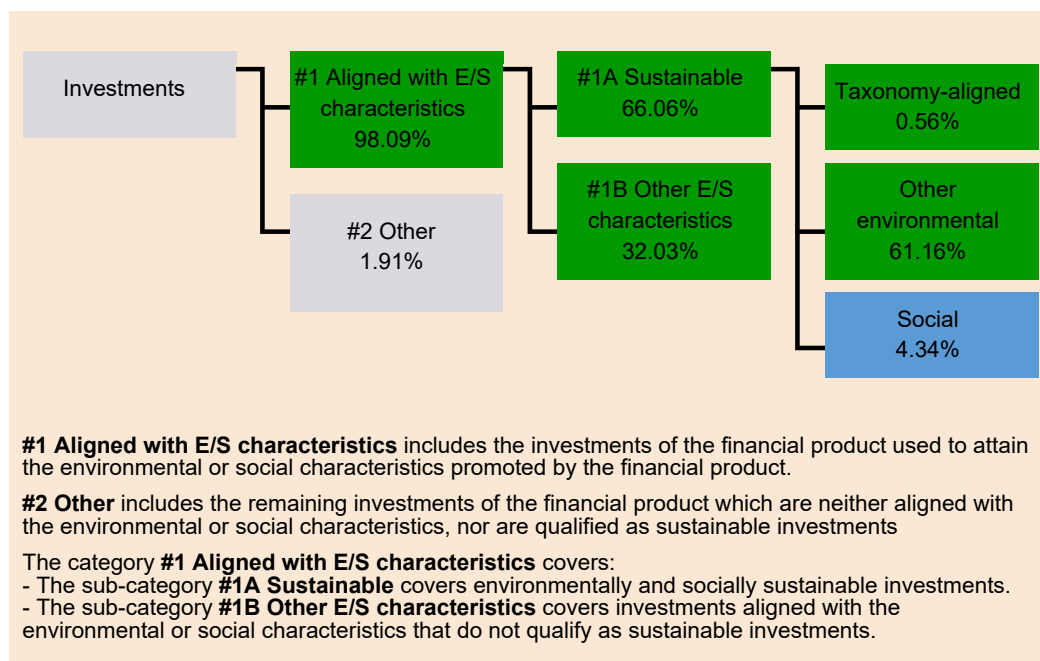 Investments
#1 Aligned with E/S
characteristics
98.09%
#2 Other
1.91%
#1A Sustainable
66.06%
#1B Other E/S
characteristics
32.03%
Taxonomy-aligned
0.56%
Other
environmental
61.16%
Social
4.34%
#1 Aligned with E/S characteristics includes the investments of the financial product used to attain
the environmental or social characteristics promoted by the financial product.
#2 Other includes the remaining investments of the financial product which are neither aligned with
the environmental or social characteristics, nor are qualified as sustainable investments
The category #1 Aligned with E/S characteristics covers:
- The sub-category #1A Sustainable covers environmentally and socially sustainable investments.
- The sub-category #1B Other E/S characteristics covers investments aligned with the
environmental or social characteristics that do not qualify as sustainable investments.